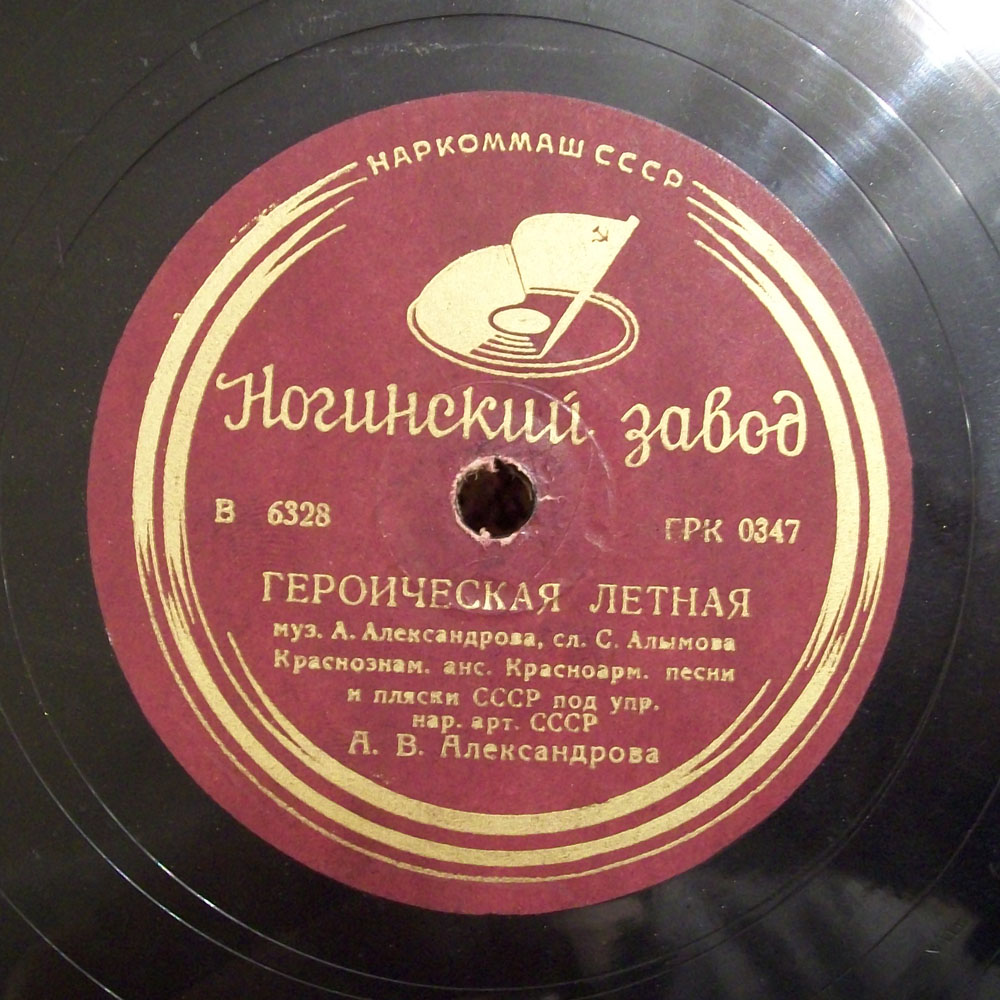 НАРКОММАШ СССР
Ногинский завод
В 6328 ГРК 0347
ГЕРОИЧЕСКАЯ ЛЕТНАЯ
муз. А. Александрова, сл. С. Алымова
Краснознам. анс. Красноарм. песни
и пляски СССР под упр.
нар. арт. СССР
А. В. Александрова